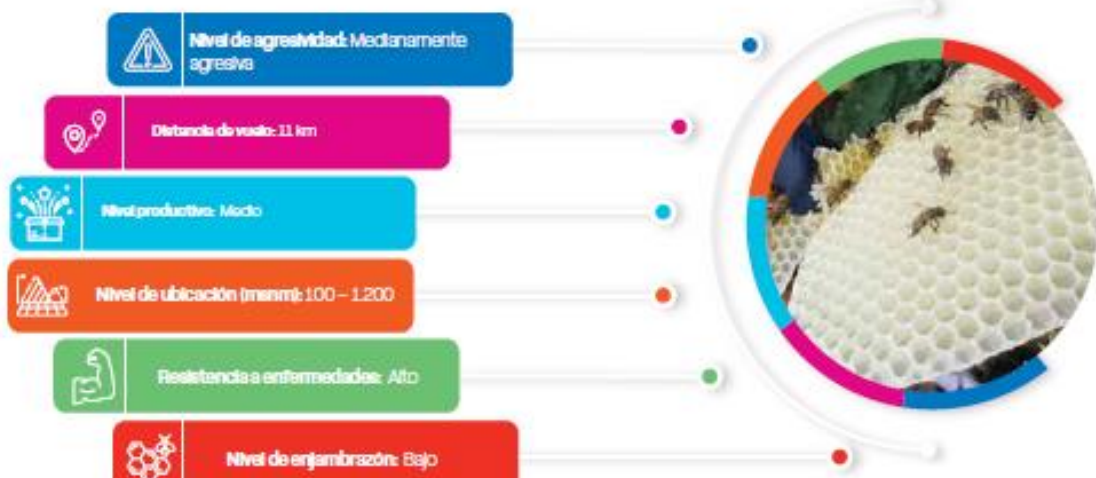 Nivel de agresividad: Medianamente
agresiva
Distancia de vuelo: 11 km
Nivel productivo: Medio
Nivel de ubicación (msnm): 100 – 1.200
Resistencia a enfermedades: Alto
Nivel de enjambrazón: Bajo